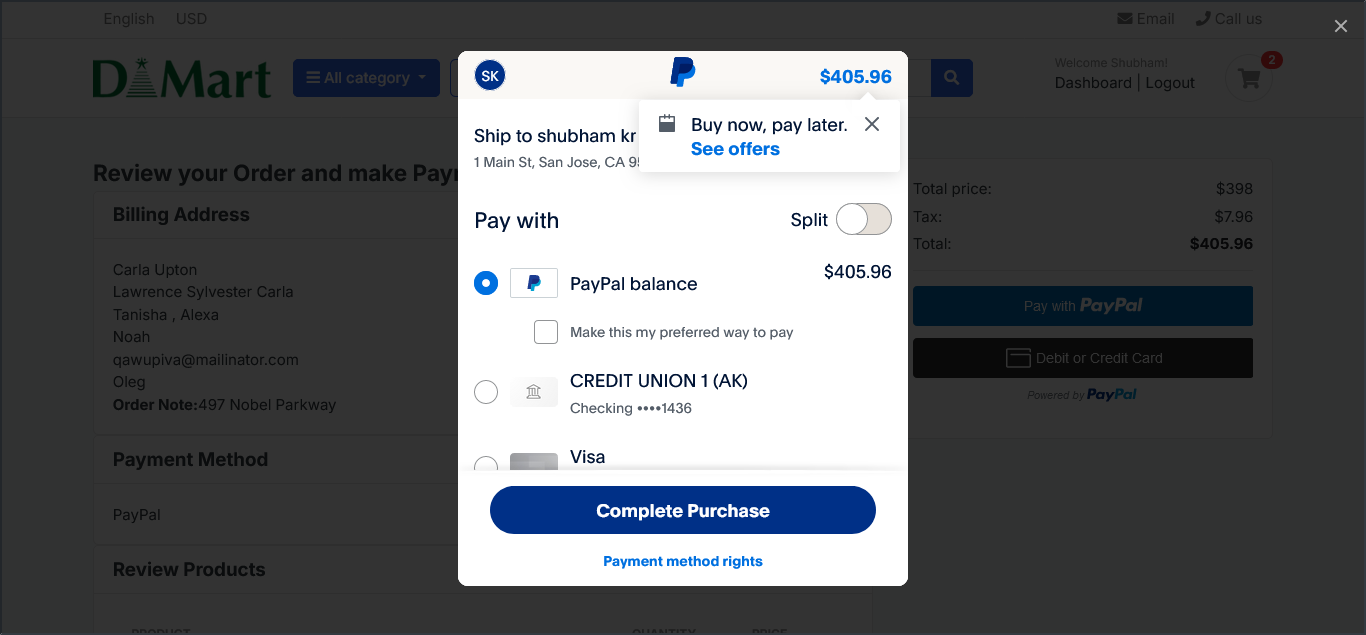 English USD Email Call us
D Mart All category Welcome Shubham! 2
Dashboard | Logout
SK $405.96
Buy now, pay later.
See offers
Ship to shubham kr
1 Main St, San Jose, CA 95
Pay with Split
PayPal balance $405.96
Make this my preferred way to pay
CREDIT UNION 1 (AK)
Checking ••••1436
Visa
Complete Purchase
Payment method rights
Review your Order and make Pay
Billing Address
Carla Upton
Lawrence Sylvester Carla
Tanisha , Alexa
Noah
qawupiva@mailinator.com
Oleg
Order Note:497 Nobel Parkway
Payment Method
PayPal
Review Products
PRODUCT QUANTITY PRICE
Total price: $398
Tax: $7.96
Total: $405.96
Pay with PayPal
Debit or Credit Card
Powered by PayPal